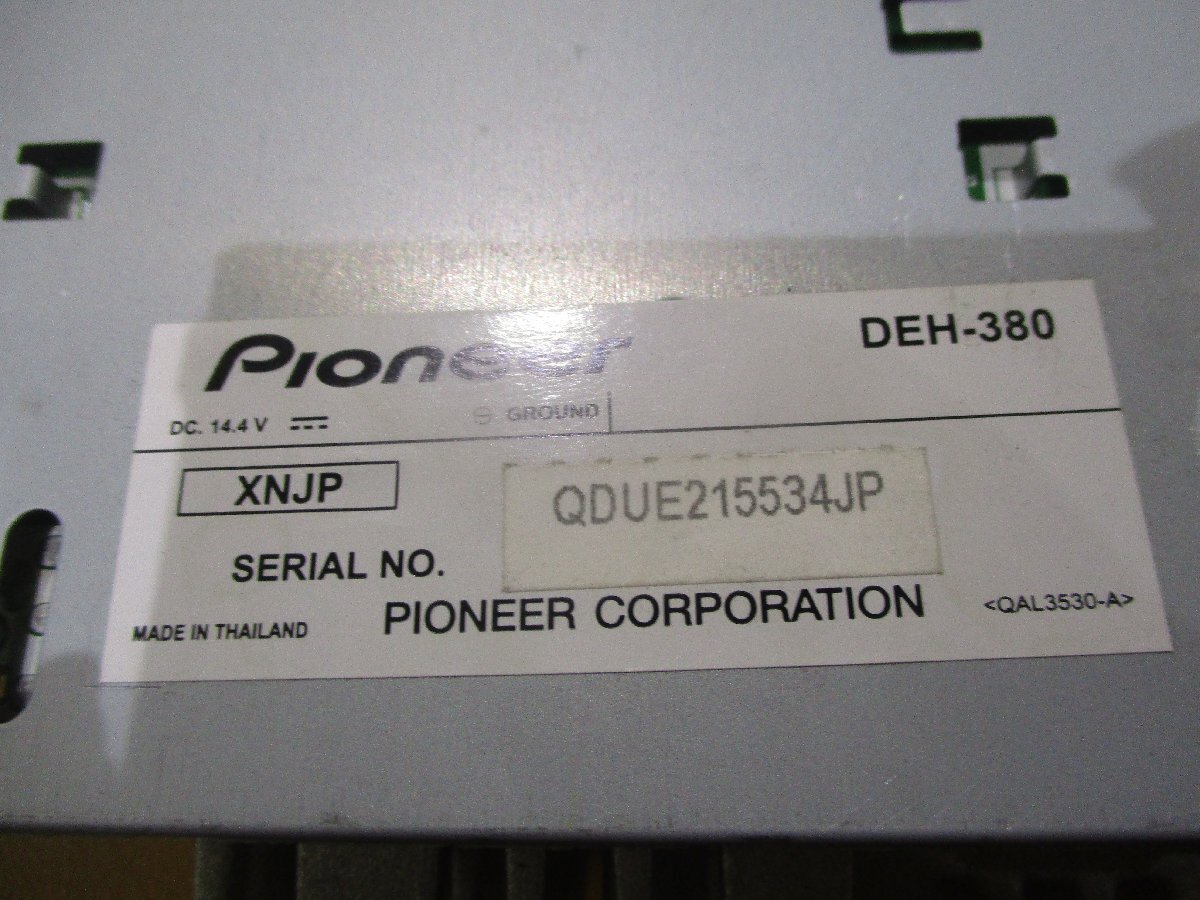 Pioneer
DEH-380
DC. 14.4 V
⊖ GROUND
XNJP
QDUE215534JP
SERIAL NO.
MADE IN THAILAND
PIONEER CORPORATION
<QAL3530-A>